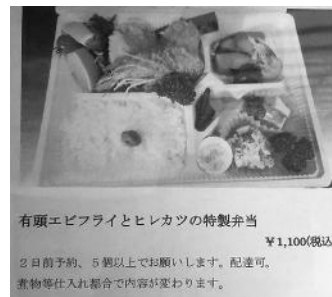 有頭エビフライとヒレカツの特製弁当
¥1,100(税込
2日前予約、5個以上でお願いします。配達可。
煮物等仕入れ都合で内容が変わります。